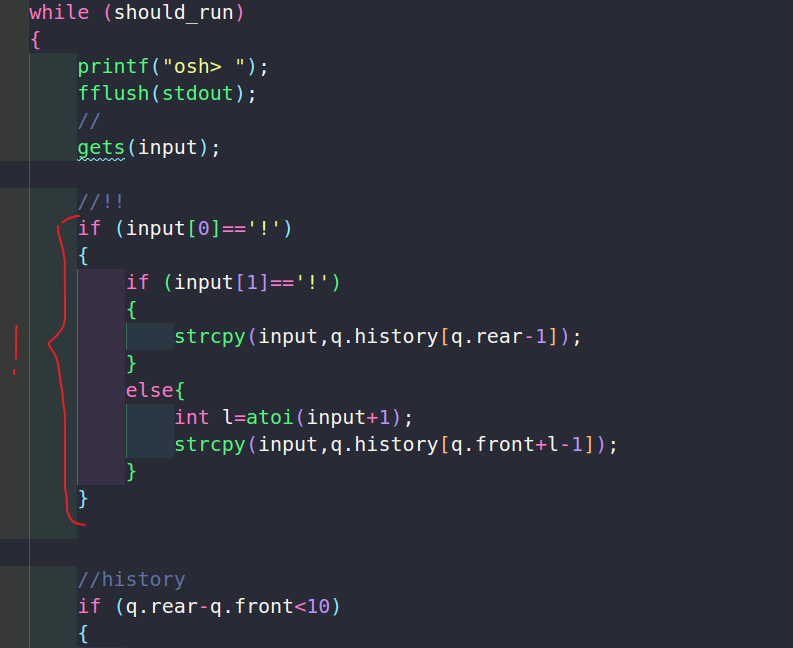 while (should_run)
{
printf("osh> ");
fflush(stdout);
//
gets(input);
//!!
if (input[0]=='!')
{
if (input[1]=='!')
{
strcpy(input,q.history[q.rear-1]);
}
else{
int l=atoi(input+1);
strcpy(input,q.history[q.front+l-1]);
}
}
!
//history
if (q.rear-q.front<10)
{